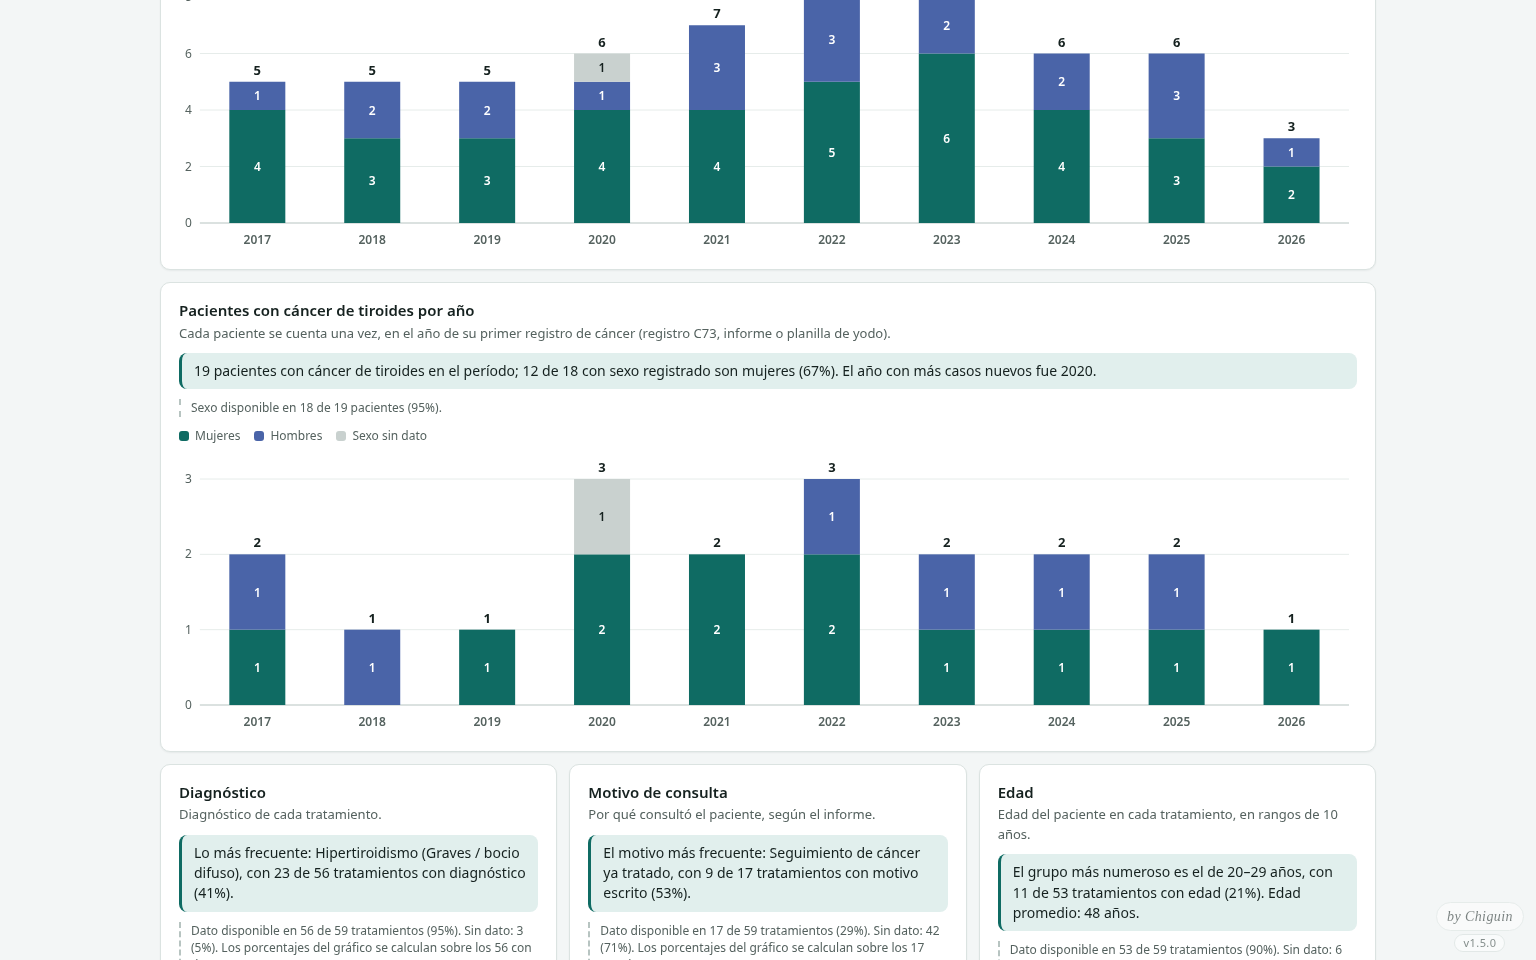 7
6
6
6
6
5
5
5
3
2
1
3
3
1
2
3
1
2
2
1
3
1
4
3
3
4
4
5
6
4
3
2
4
2
0
2017 2018 2019 2020 2021 2022 2023 2024 2025 2026
Pacientes con cáncer de tiroides por año
Cada paciente se cuenta una vez, en el año de su primer registro de cáncer (registro C73, informe o planilla de yodo).
19 pacientes con cáncer de tiroides en el período; 12 de 18 con sexo registrado son mujeres (67%). El año con más casos nuevos fue 2020.
Sexo disponible en 18 de 19 pacientes (95%).
Mujeres Hombres Sexo sin dato
3 3
3
1 1
2 2 2 2 2
2
1 1 1 1
1 1 1
1
1 1 1 2 2 2 1 1 1 1
0
2017 2018 2019 2020 2021 2022 2023 2024 2025 2026
Diagnóstico
Diagnóstico de cada tratamiento.
Lo más frecuente: Hipertiroidismo (Graves / bocio
difuso), con 23 de 56 tratamientos con diagnóstico
(41%).
Dato disponible en 56 de 59 tratamientos (95%). Sin dato: 3
(5%). Los porcentajes del gráfico se calculan sobre los 56 con
Motivo de consulta
Por qué consultó el paciente, según el informe.
El motivo más frecuente: Seguimiento de cáncer
ya tratado, con 9 de 17 tratamientos con motivo
escrito (53%).
Dato disponible en 17 de 59 tratamientos (29%). Sin dato: 42
(71%). Los porcentajes del gráfico se calculan sobre los 17
Edad
Edad del paciente en cada tratamiento, en rangos de 10
años.
El grupo más numeroso es el de 20–29 años, con
11 de 53 tratamientos con edad (21%). Edad
promedio: 48 años.
Dato disponible en 53 de 59 tratamientos (90%). Sin dato: 6
by Chiguin
v1.5.0